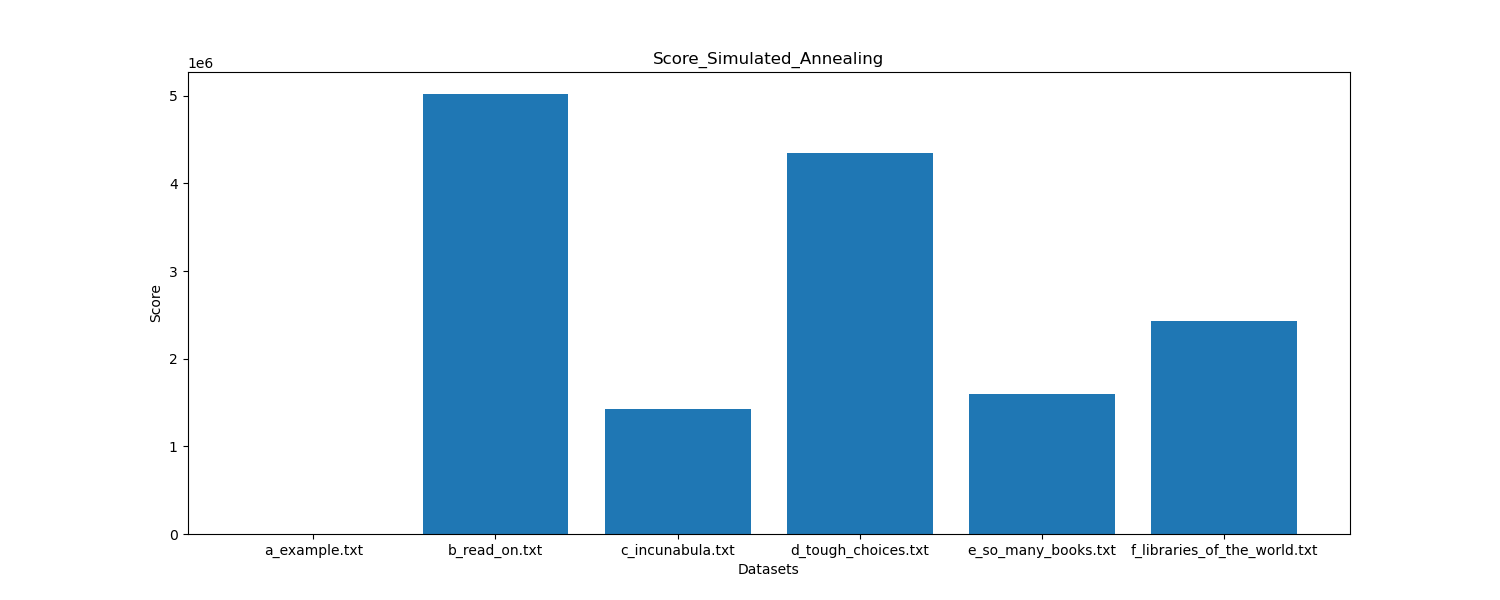 Score_Simulated_Annealing
1e6
5
4
3
2
1
0
Score
a_example.txt b_read_on.txt c_incunabula.txt d_tough_choices.txt e_so_many_books.txt f_libraries_of_the_world.txt
Datasets